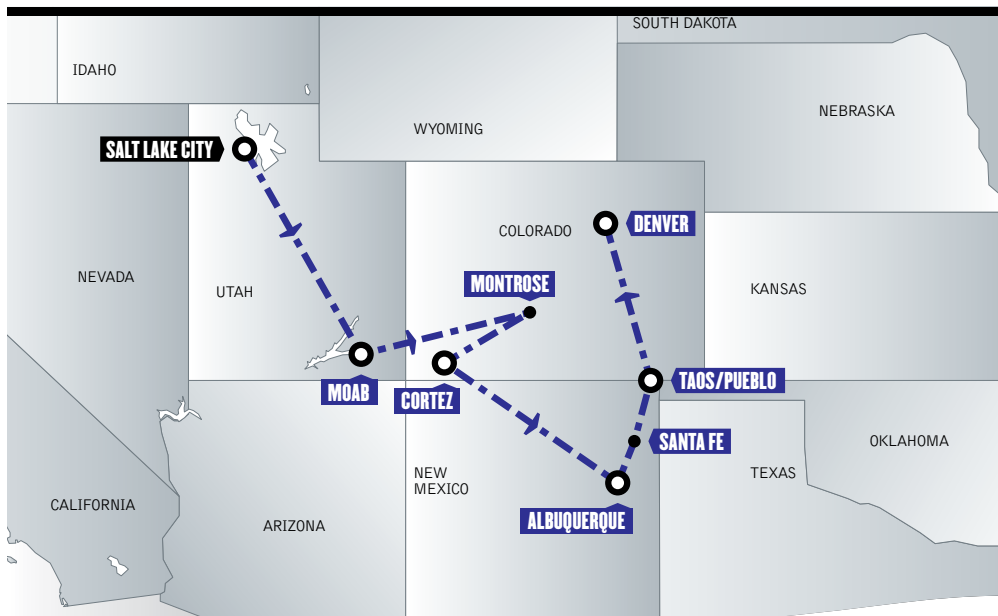 SOUTH DAKOTA
IDAHO
NEBRASKA
WYOMING
SALT LAKE CITY
COLORADO
DENVER
NEVADA
UTAH
MONTROSE
KANSAS
MOAB
CORTEZ
TAOS/PUEBLO
SANTA FE
OKLAHOMA
NEW
MEXICO
TEXAS
CALIFORNIA
ARIZONA
ALBUQUERQUE